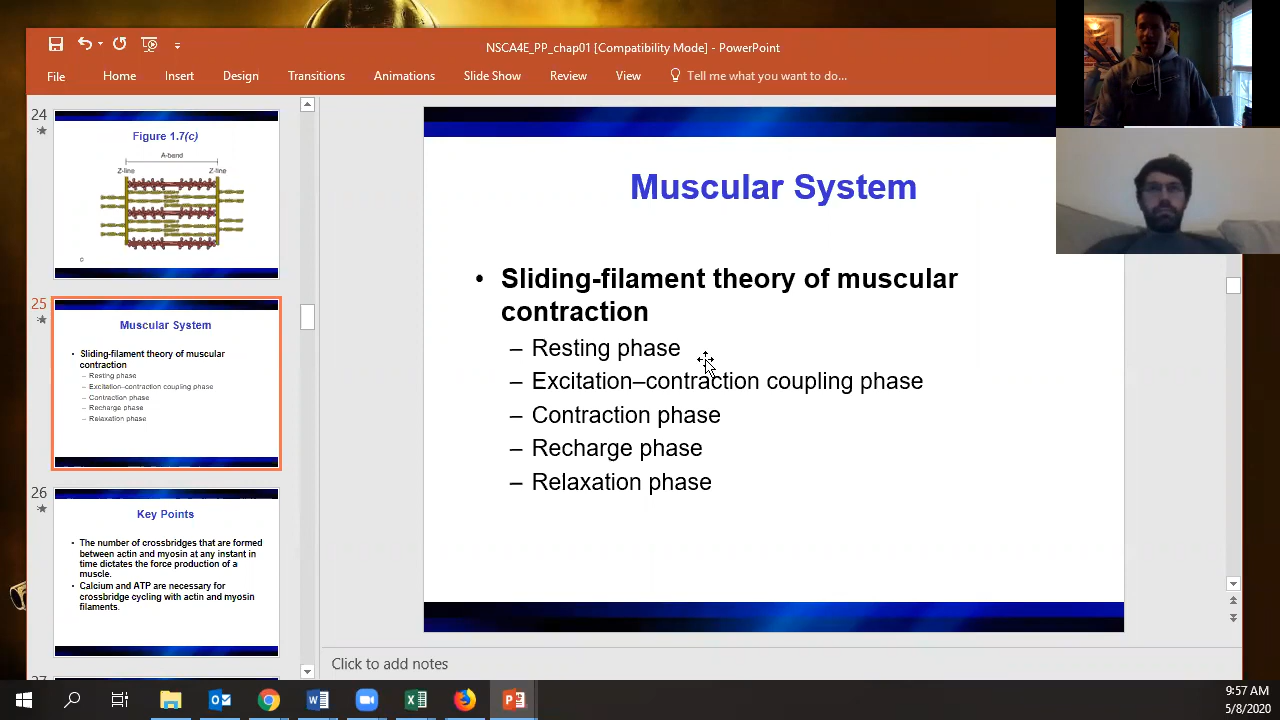 NSCA4E_PP_chap01 [Compatibility Mode] - PowerPoint
File Home Insert Design Transitions Animations Slide Show Review View Tell me what you want to do...
24
Figure 1.7(c)
A-band
Z-line Z-line
c
25
Muscular System
• Sliding-filament theory of muscular
contraction
– Resting phase
– Excitation–contraction coupling phase
– Contraction phase
– Recharge phase
– Relaxation phase
26
Key Points
• The number of crossbridges that are formed
between actin and myosin at any instant in
time dictates the force production of a
muscle.
• Calcium and ATP are necessary for
crossbridge cycling with actin and myosin
filaments.
27
Muscular System
• Sliding-filament theory of muscular
contraction
– Resting phase
– Excitation–contraction coupling phase
– Contraction phase
– Recharge phase
– Relaxation phase
Click to add notes
9:57 AM
5/8/2020